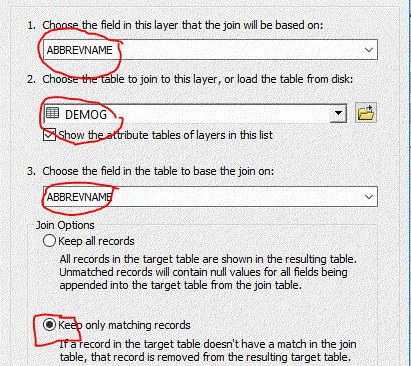 1. Choose the field in this layer that the join will be based on:
ABBREVNAME
2. Choose the table to join to this layer, or load the table from disk:
DEMOG
Show the attribute tables of layers in this list
3. Choose the field in the table to base the join on:
ABBREVNAME
Join Options
Keep all records
All records in the target table are shown in the resulting table.
Unmatched records will contain null values for all fields being
appended into the target table from the join table.
Keep only matching records
If a record in the target table doesn't have a match in the join
table, that record is removed from the resulting target table.